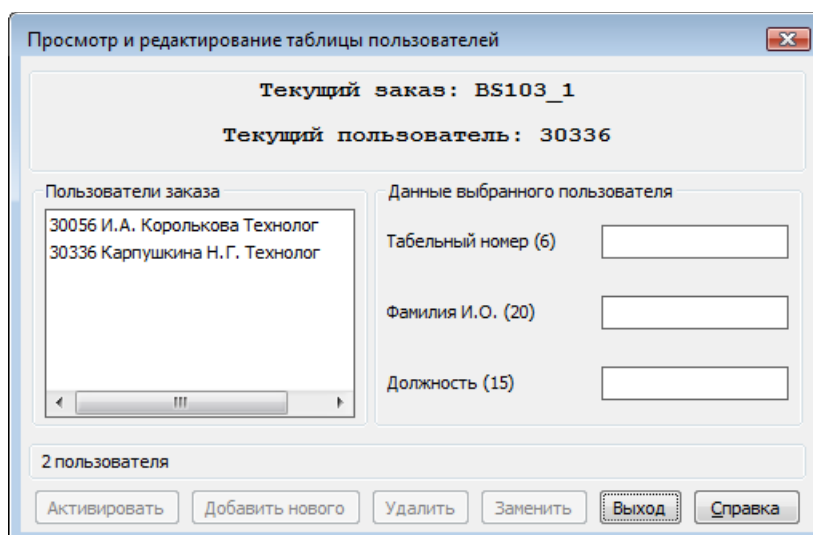 Просмотр и редактирование таблицы пользователей
Текущий заказ: BS103_1
Текущий пользователь: 30336
Пользователи заказа
30056 И.А. Королькова Технолог
30336 Карпушкина Н.Г. Технолог
Данные выбранного пользователя
Табельный номер (6)
Фамилия И.О. (20)
Должность (15)
2 пользователя
Активировать Добавить нового Удалить Заменить Выход Справка